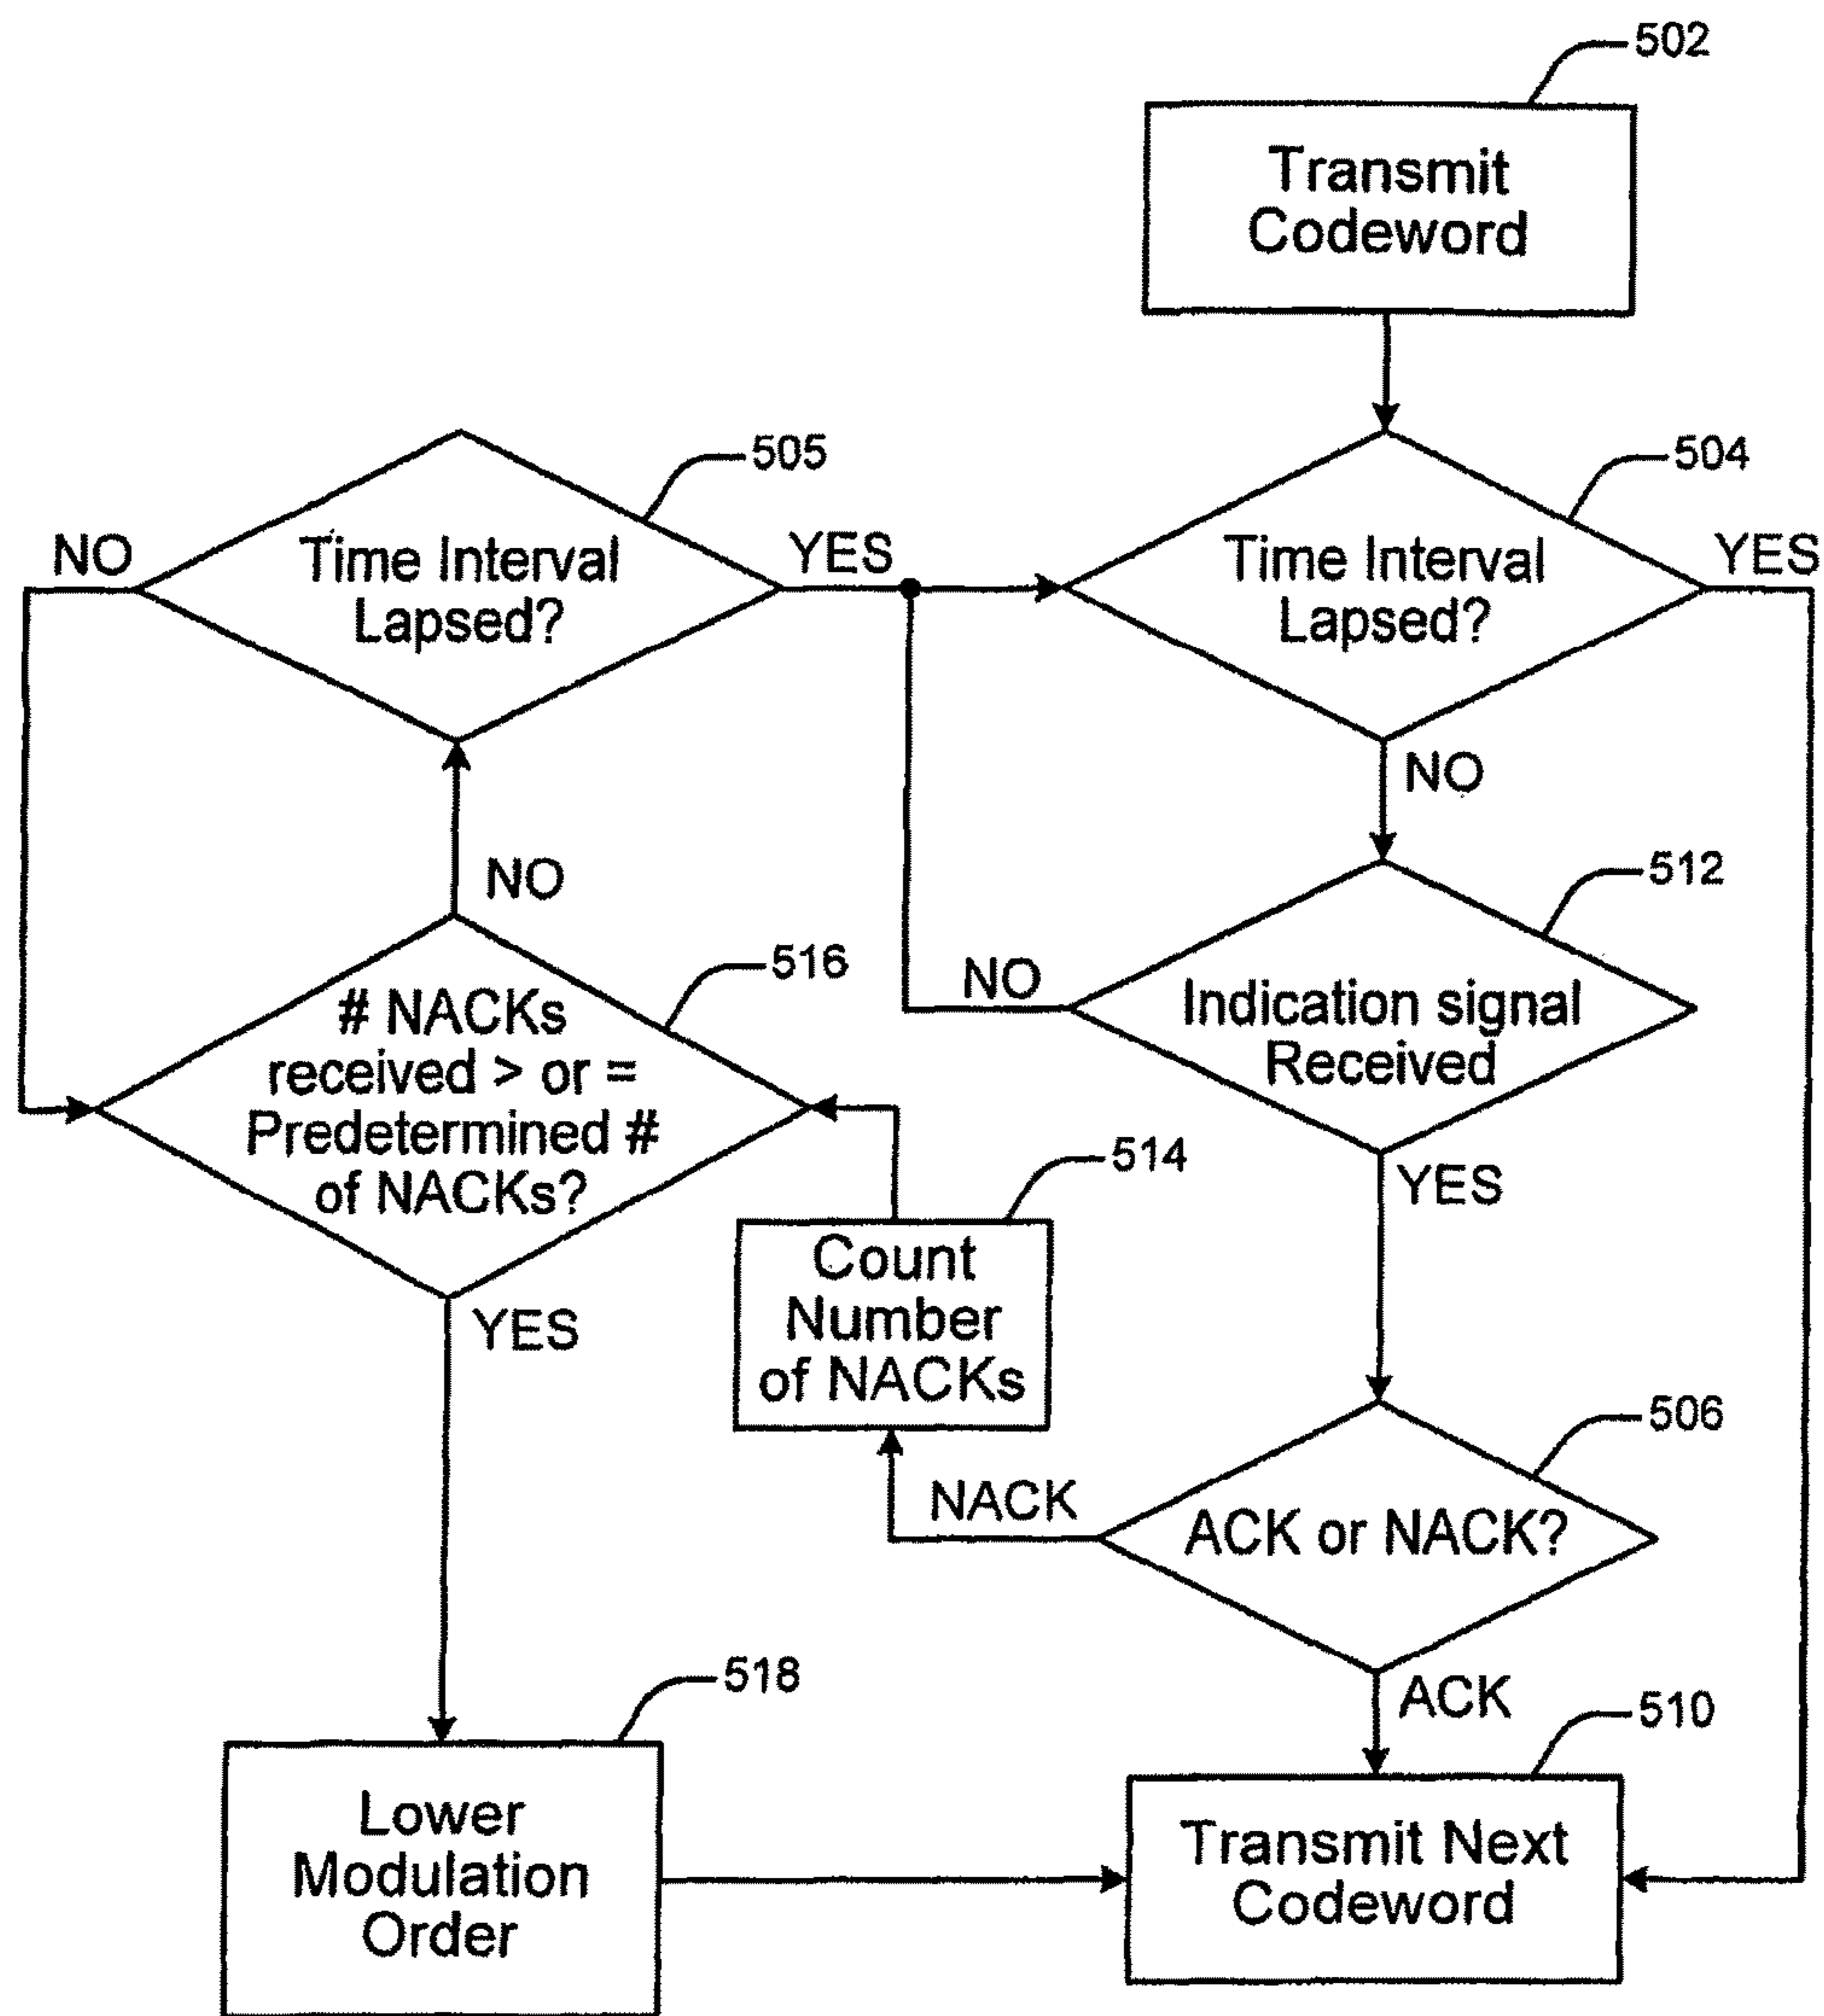 502
Transmit
Codeword
505
504
NO
Time Interval
Lapsed?
YES
Time Interval
Lapsed?
YES
NO
NO
512
516
NO
Indication signal
Received
# NACKs
received > or =
Predetermined #
of NACKs?
514
YES
YES
Count
Number
of NACKs
506
NACK
ACK or NACK?
518
ACK
510
Lower
Modulation
Order
Transmit Next
Codeword